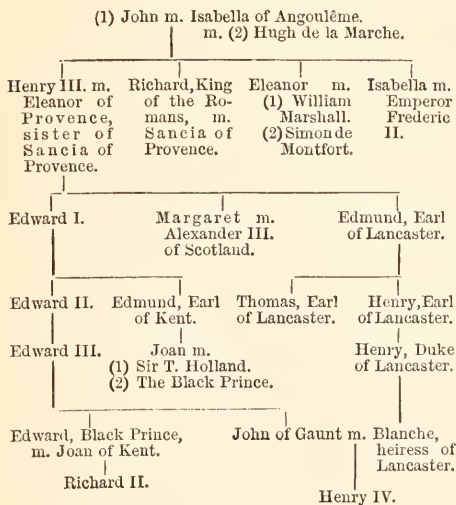 (1) John m. Isabella of Angoulême.
m. (2) Hugh de la Marche.
Henry III. m.
Eleanor of
Provence,
sister of
Sancia of
Provence.
Richard, King
of the Ro-
mans, m.
Sancia of
Provence.
Eleanor m.
(1) William
Marshall.
(2) Simon de
Montfort.
Isabella m.
Emperor
Frederic
II.
Edward I.
Margaret m.
Alexander III.
of Scotland.
Edmund, Earl
of Lancaster.
Edward II.
Edmund, Earl
of Kent.
Thomas, Earl
of Lancaster.
Henry, Earl
of Lancaster.
Edward III.
Joan m.
(1) Sir T. Holland.
(2) The Black Prince.
Henry, Duke
of Lancaster.
Edward, Black Prince,
m. Joan of Kent.
John of Gaunt m. Blanche,
heiress of
Lancaster.
Richard II.
Henry IV.